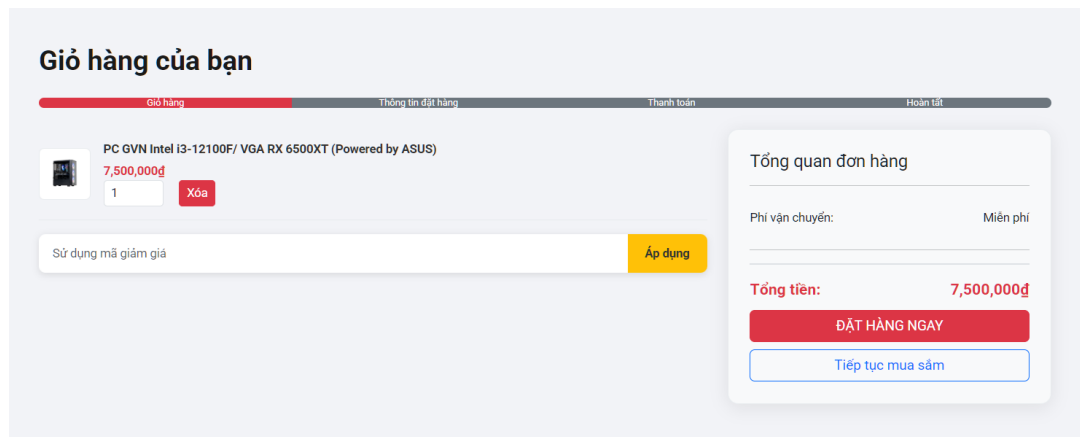 Giỏ hàng của bạn
Giỏ hàng Thông tin đặt hàng Thanh toán Hoàn tất
PC GVN Intel i3-12100F/ VGA RX 6500XT (Powered by ASUS)
7,500,000₫
1 Xóa
Sử dụng mã giảm giá Áp dụng
Tổng quan đơn hàng
Phí vận chuyển: Miễn phí
Tổng tiền: 7,500,000₫
ĐẶT HÀNG NGAY
Tiếp tục mua sắm